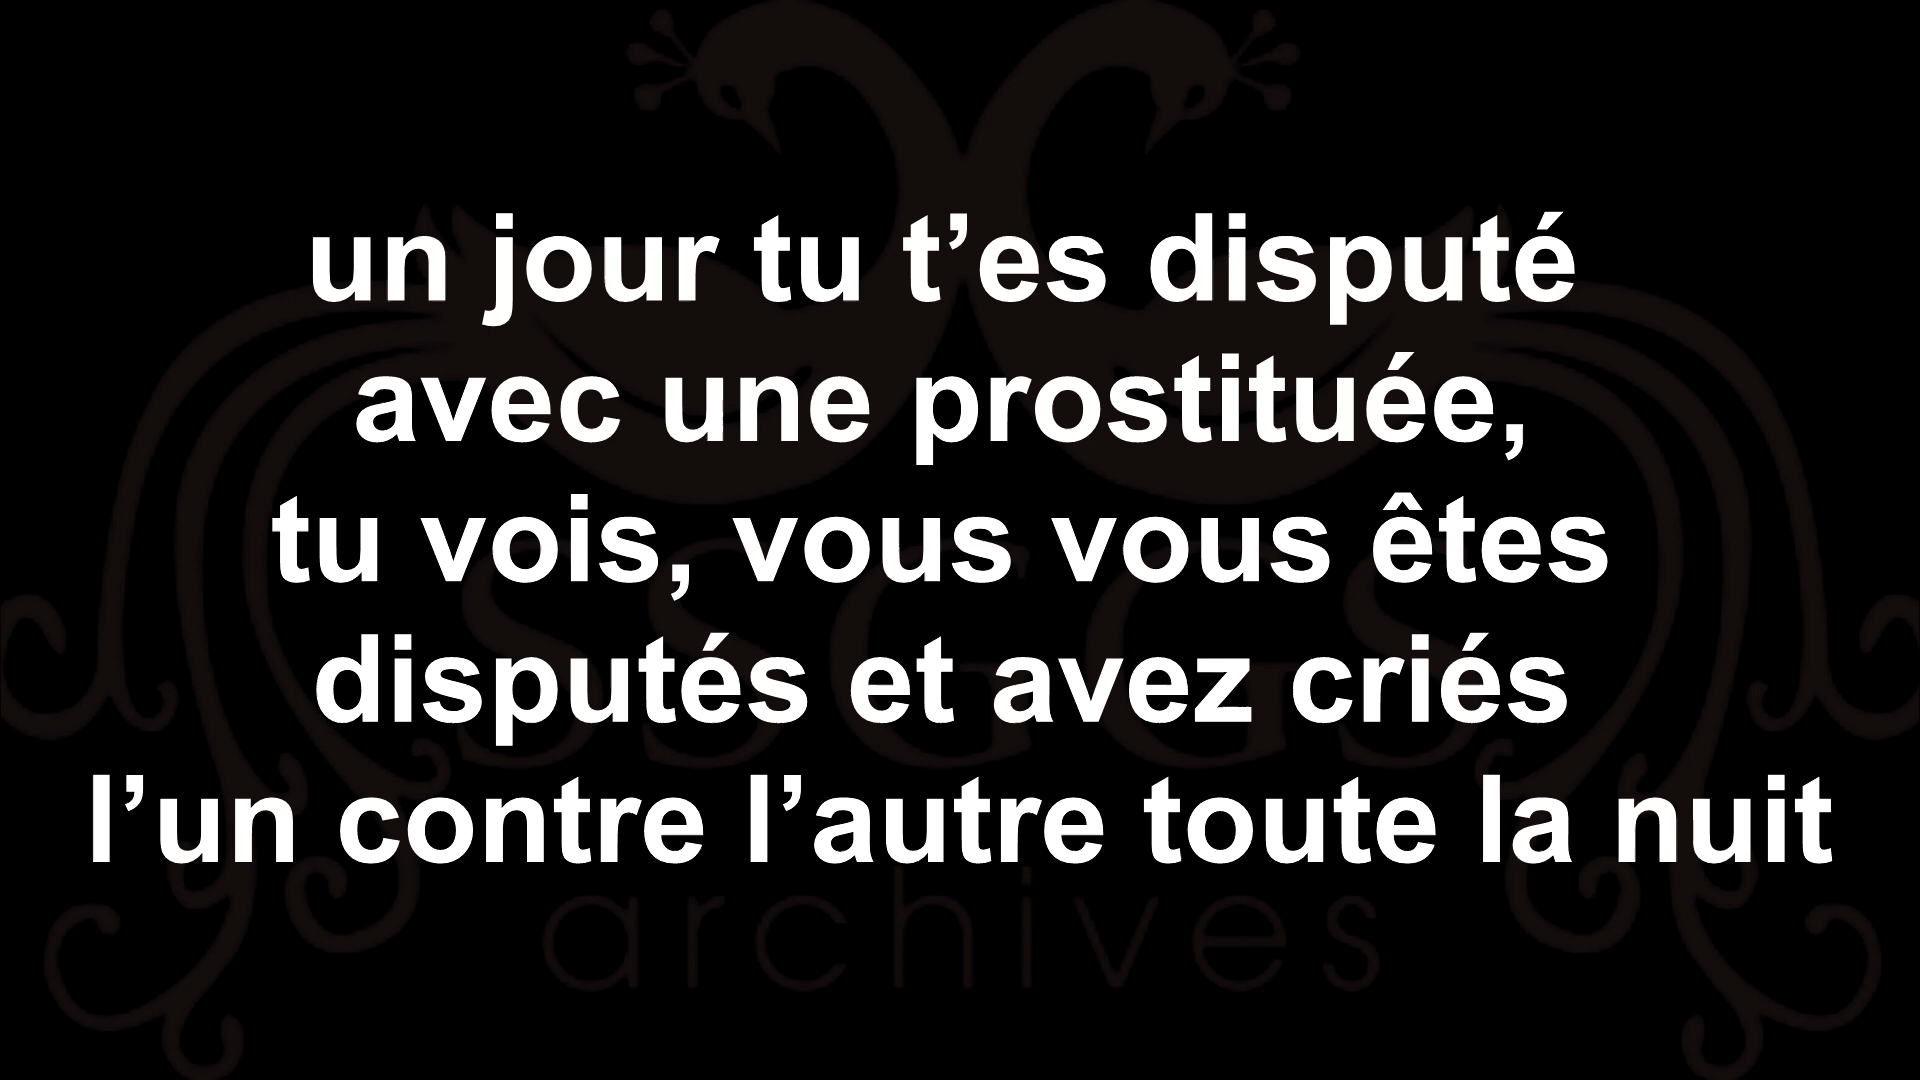 un jour tu t’es disputé
avec une prostituée,
tu vois, vous vous êtes
disputés et avez criés
l’un contre l’autre toute la nuit
SSGGS
archives